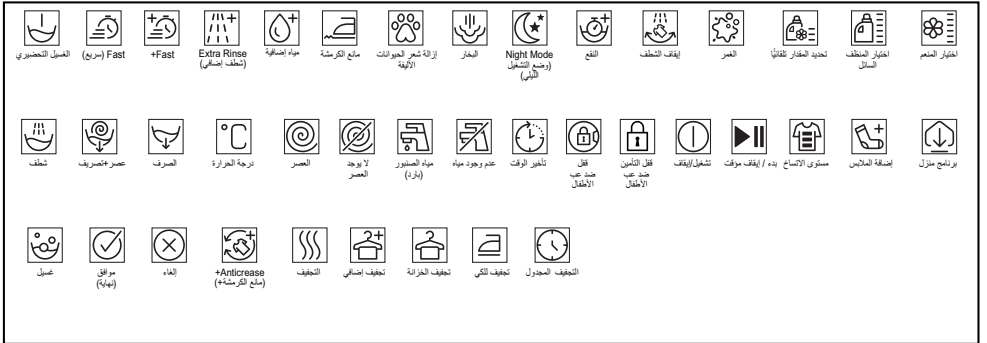 اختيار المنعم
اختيار المنظف
السائل
تحديد المقدار تلقائيًا
الغمر
إيقاف الشطف
النقع
Night Mode
(وضع التشغيل
الليلي)
البخار
إزالة شعر الحيوانات
الأليفة
مانع الكرمشة
مياه إضافية
Extra Rinse
(شطف إضافي)
Fast+
Fast (سريع)
الغسيل التحضيري
برنامج منزل
إضافة الملابس
مستوى الاتساخ
بدء / إيقاف مؤقت
تشغيل/إيقاف
قفل التأمين
ضد عب
الأطفال
قفل
ضد عب
الأطفال
تأخير الوقت
عدم وجود مياه
مياه الصنبور
(بارد)
لا يوجد
العصر
العصر
درجة الحرارة
الصرف
عصر+تصريف
شطف
التجفيف المجدول
تجفيف للكي
تجفيف الخزانة
تجفيف إضافي
التجفيف
Anticrease+
(مانع الكرمشة+)
إلغاء
موافق
(نهاية)
غسيل